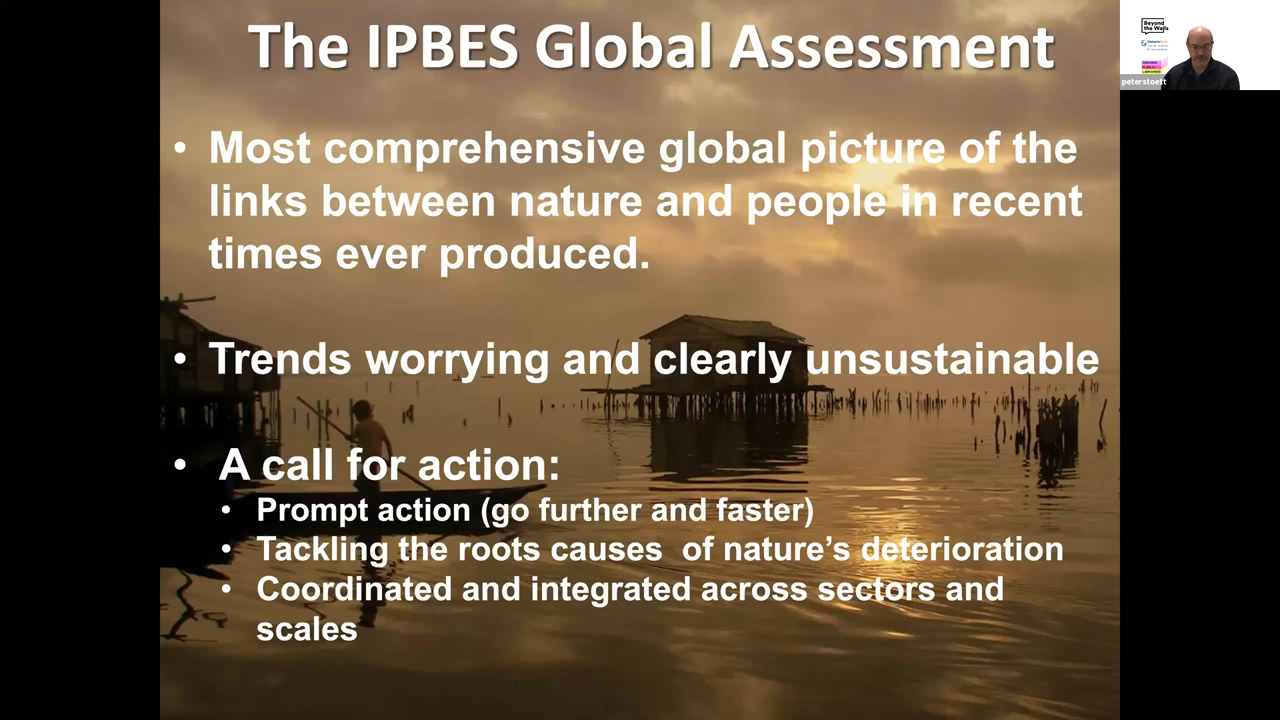 The IPBES Global Assessment
• Most comprehensive global picture of the
links between nature and people in recent
times ever produced.
• Trends worrying and clearly unsustainable
• A call for action:
• Prompt action (go further and faster)
• Tackling the roots causes of nature’s deterioration
• Coordinated and integrated across sectors and
scales
Beyond
the Walls
peterstoett